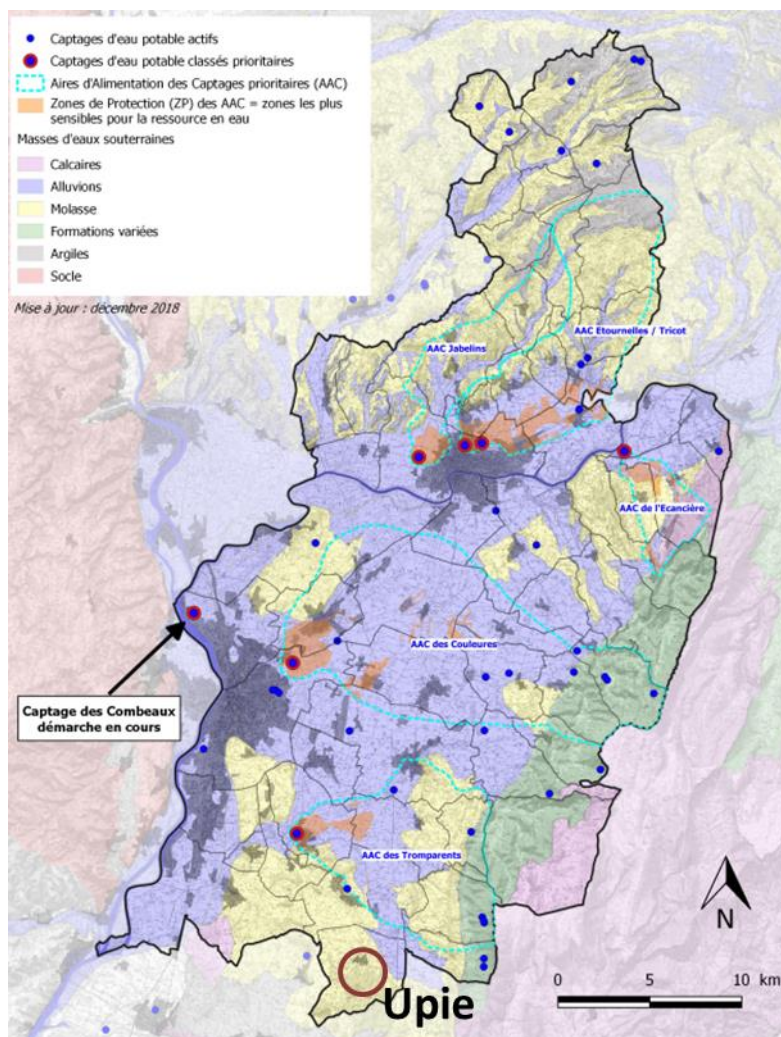 Captages d'eau potable actifs
Captages d'eau potable classés prioritaires
Aires d'Alimentation des Captages prioritaires (AAC)
Zones de Protection (ZP) des AAC = zones les plus
sensibles pour la ressource en eau
Masses d'eaux souterraines
Calcaires
Alluvions
Molasse
Formations variées
Argiles
Socle
Mise à jour : décembre 2018
AAC Etournelles / Tricot
AAC Jabelins
AAC de l'Ecancière
AAC des Couleures
Captage des Combeaux
démarche en cours
AAC des Tromparents
N
0 5 10 km
Upie